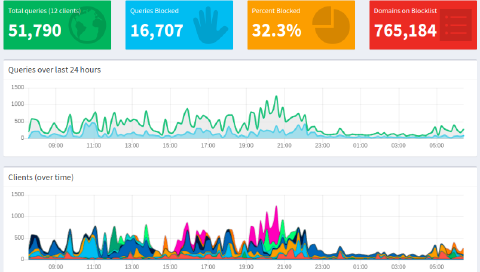 Total queries (12 clients)
51,790
Queries Blocked
16,707
Percent Blocked
32.3%
Domains on Blocklist
765,184
Queries over last 24 hours
1500
1000
500
0
09:00 11:00 13:00 15:00 17:00 19:00 21:00 23:00 01:00 03:00 05:00
Clients (over time)
1500
1000
500
0
09:00 11:00 13:00 15:00 17:00 19:00 21:00 23:00 01:00 03:00 05:00